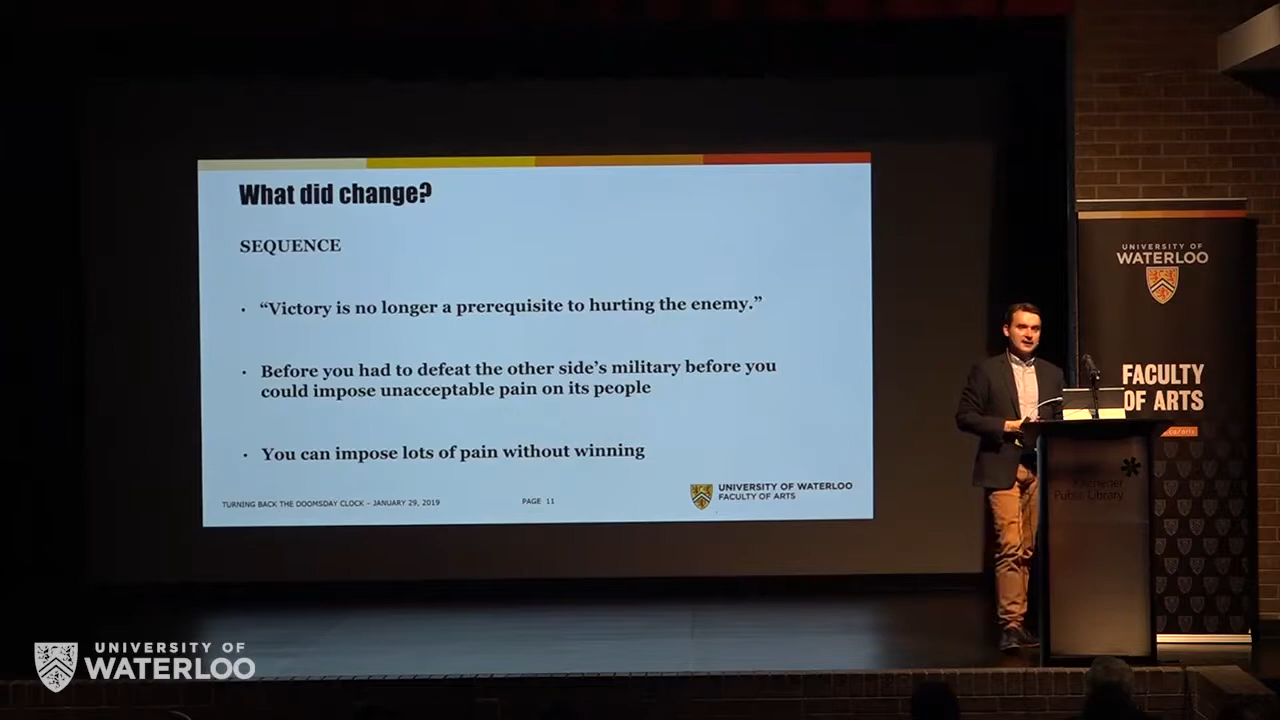 What did change?
SEQUENCE
• “Victory is no longer a prerequisite to hurting the enemy.”
• Before you had to defeat the other side’s military before you
could impose unacceptable pain on its people
• You can impose lots of pain without winning
TURNING BACK THE DOOMSDAY CLOCK – JANUARY 29, 2019
PAGE 11
UNIVERSITY OF WATERLOO
FACULTY OF ARTS
UNIVERSITY OF
WATERLOO
FACULTY
OF ARTS
Kitchener
Public Library
UNIVERSITY OF
WATERLOO